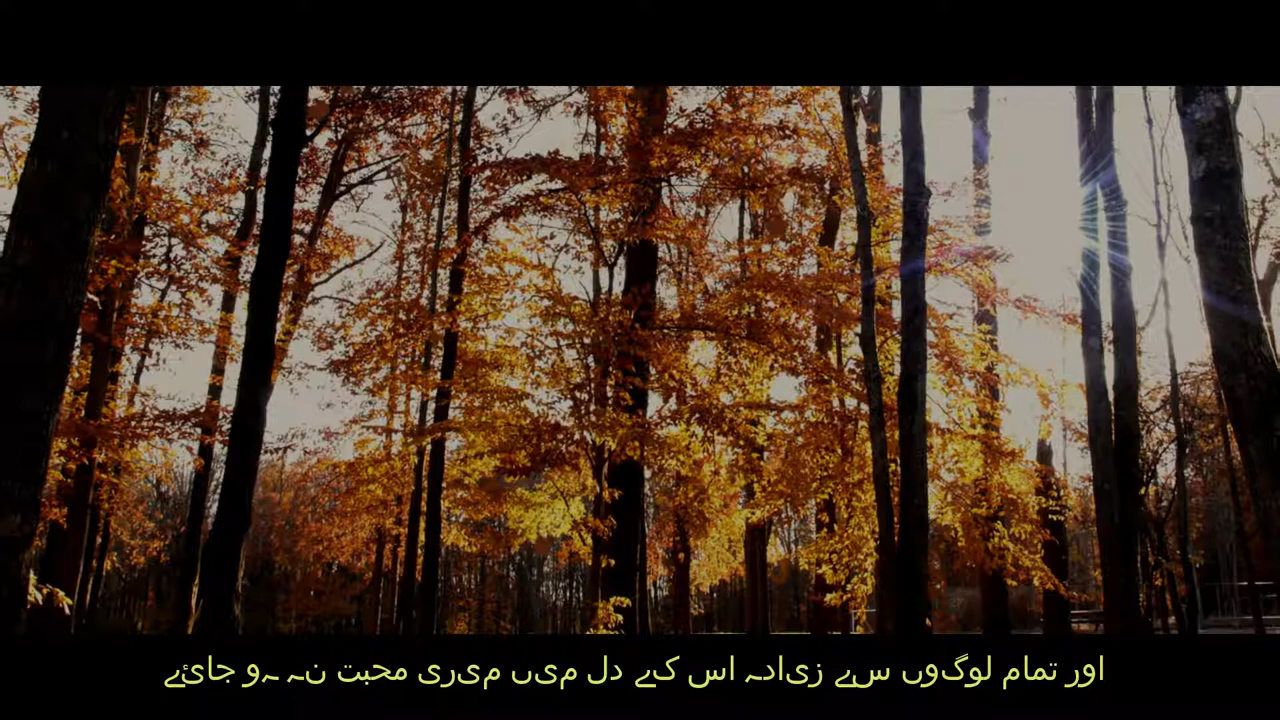 اور تمام لوگوں سے زیادہ اس کے دل میں میری محبت نہ ہو جائے